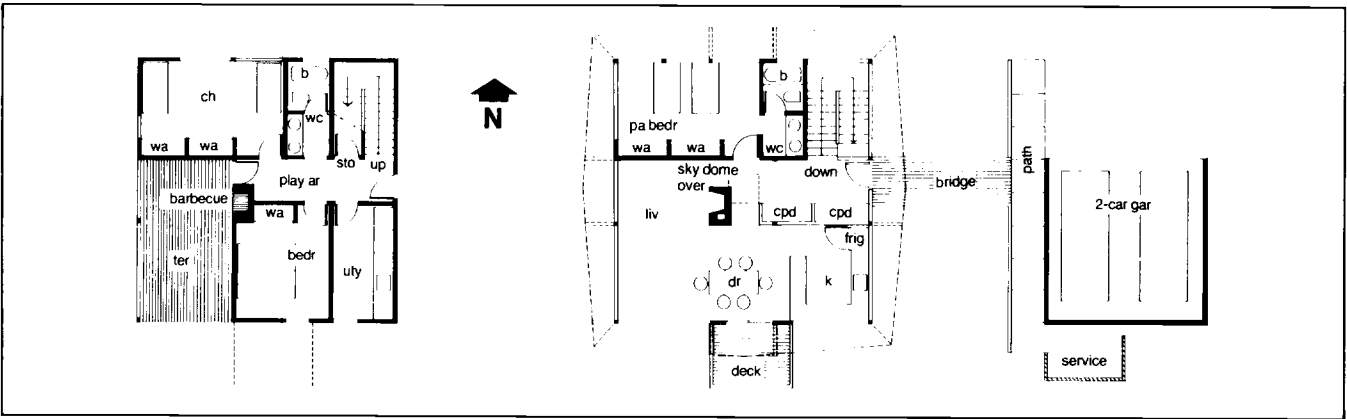 b
ch
wc
wa wa
sto
up
play ar
barbecue
wa
bedr
ter
uty
N
b
pa bedr
wa wa
wc
sky dome
over
down
liv
cpd cpd
frig
dr
k
deck
bridge
path
2-car gar
service